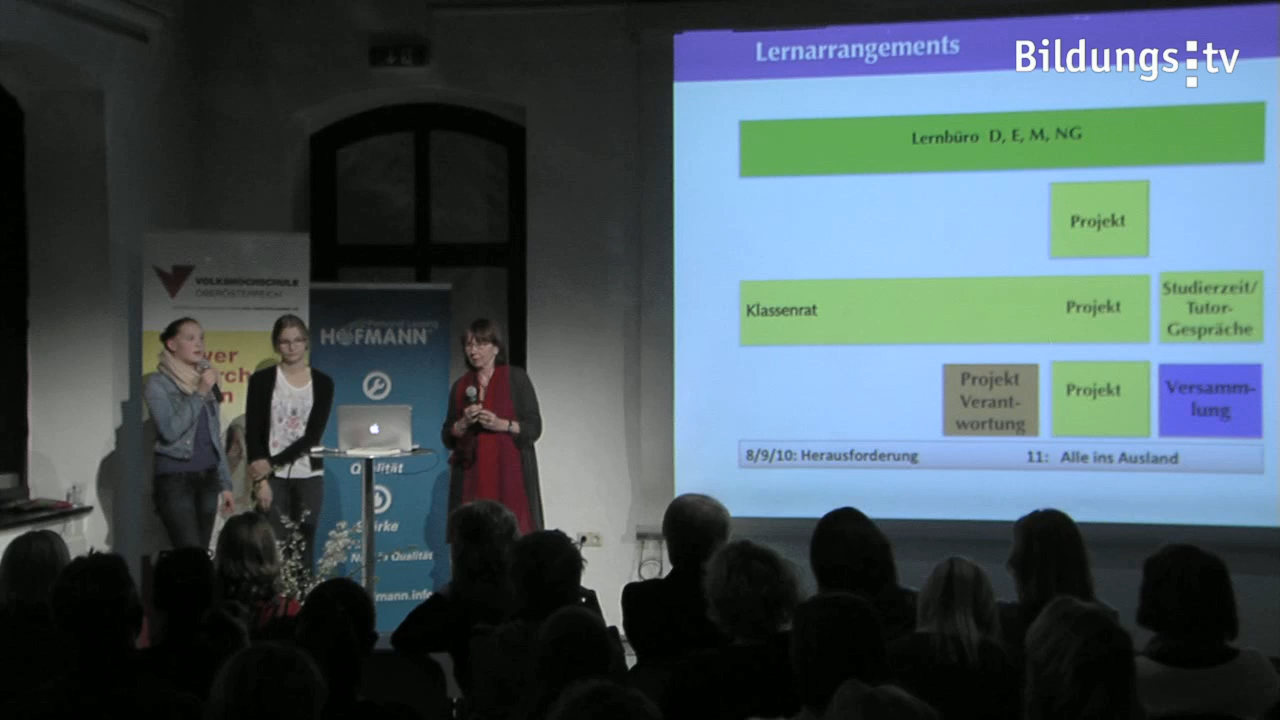 Lernarrangements
Bildungs:tv
Lernbüro D, E, M, NG
Projekt
Klassenrat
Projekt
Studierzeit/
Tutor-
Gespräche
Projekt
Verant-
wortung
Projekt
Versamm-
lung
8/9/10: Herausforderung
11: Alle ins Ausland
VOLKSHOCHSCHULE
OBERÖSTERREICH
HOFMANN
Qualität